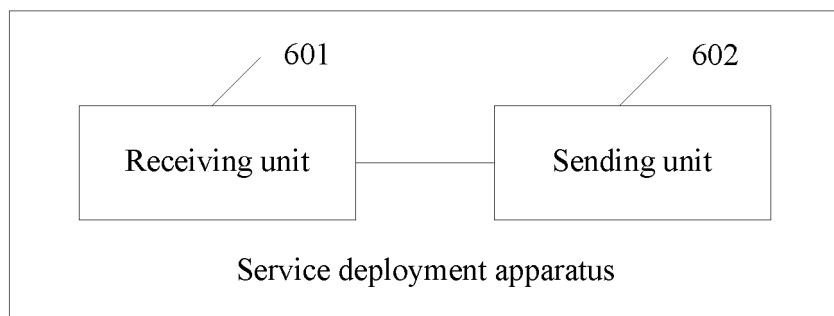 601
602
Receiving unit
Sending unit
Service deployment apparatus